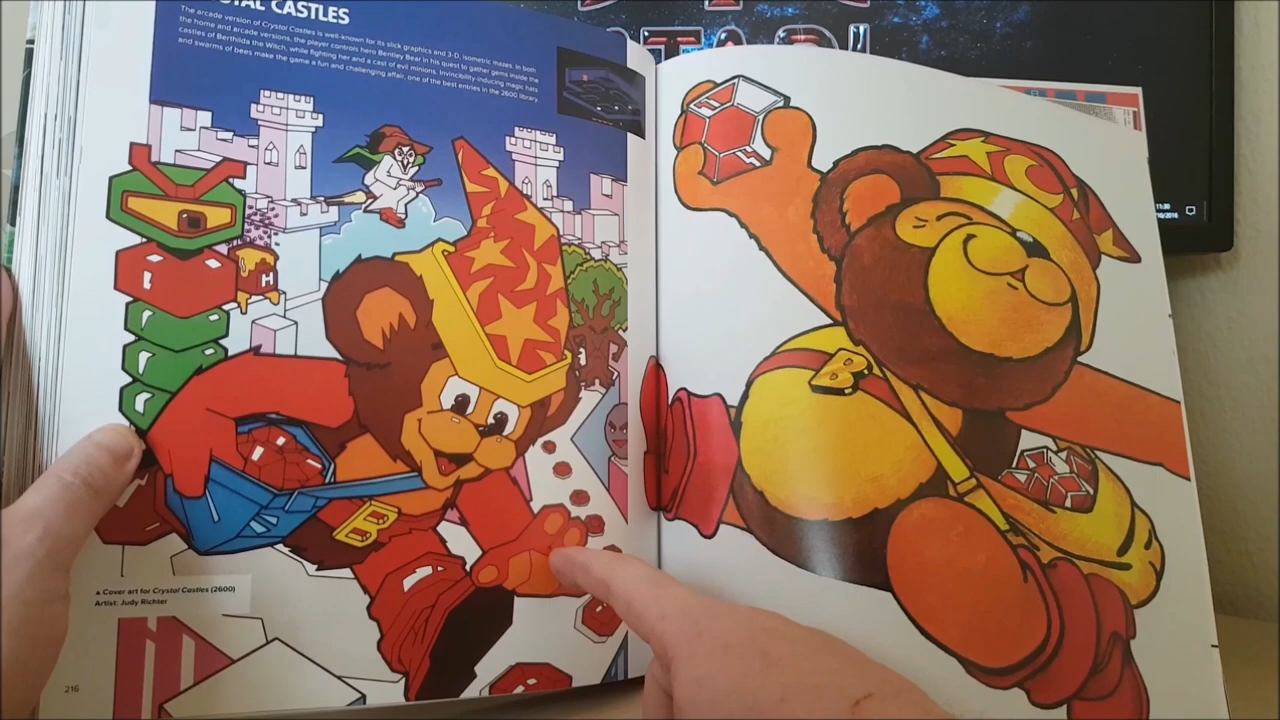 STAL CASTLES
The arcade version of Crystal Castles is well-known for its slick graphics and 3-D, isometric mazes. In both
the home and arcade versions, the player controls hero Bentley Bear in his quest to gather gems inside the
castles of Berthilda the Witch, while fighting her and a cast of evil minions. Invincibility-inducing magic hats
and swarms of bees make the game a fun and challenging affair, one of the best entries in the 2600 library.
H
B
▲ Cover art for Crystal Castles (2600)
Artist: Judy Richter
216
11:30
/10/2016